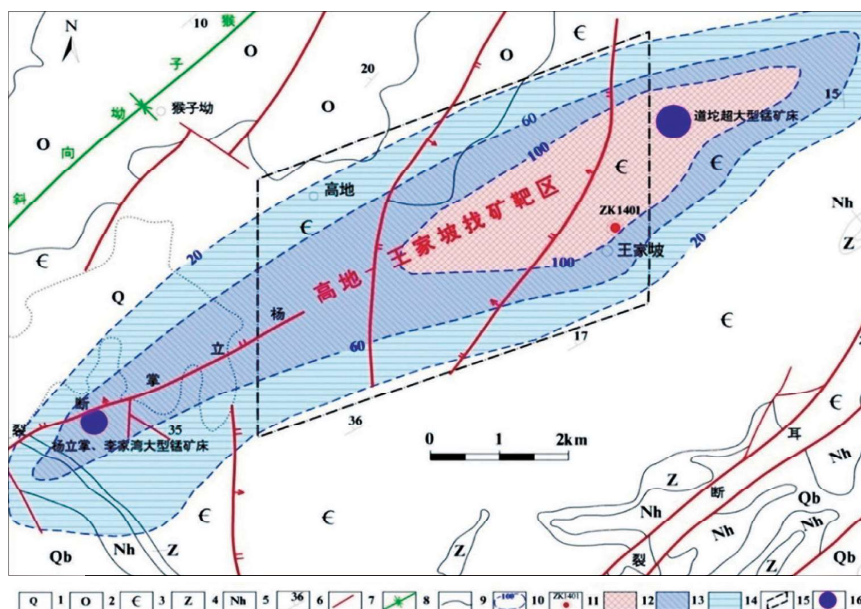 N
10
O
Є
猴
子
坳
向
斜
猴子坳
O
20
O
O
O
Є
60
100
道坨超大型锰矿床
15
Є
Є
高地
Є
Є
ZK1401
王家坡
Nh
Z
20
20
Q
高地-王家坡找矿靶区
100
60
17
Є
杨
立
掌
断
裂
35
杨立掌、李家湾大型锰矿床
36
0 1 2km
Є
Є
Qb
Nh
Z
Z
Є
耳
断
裂
Z
Nh
Nh
Qb
Nh
Z
Nh
Qb
Z
Nh
Qb
Q 1 O 2 Є 3 Z 4 Nh 5 36 6 7 8 9 100 10 ZK1401 11 12 13 14 15 16